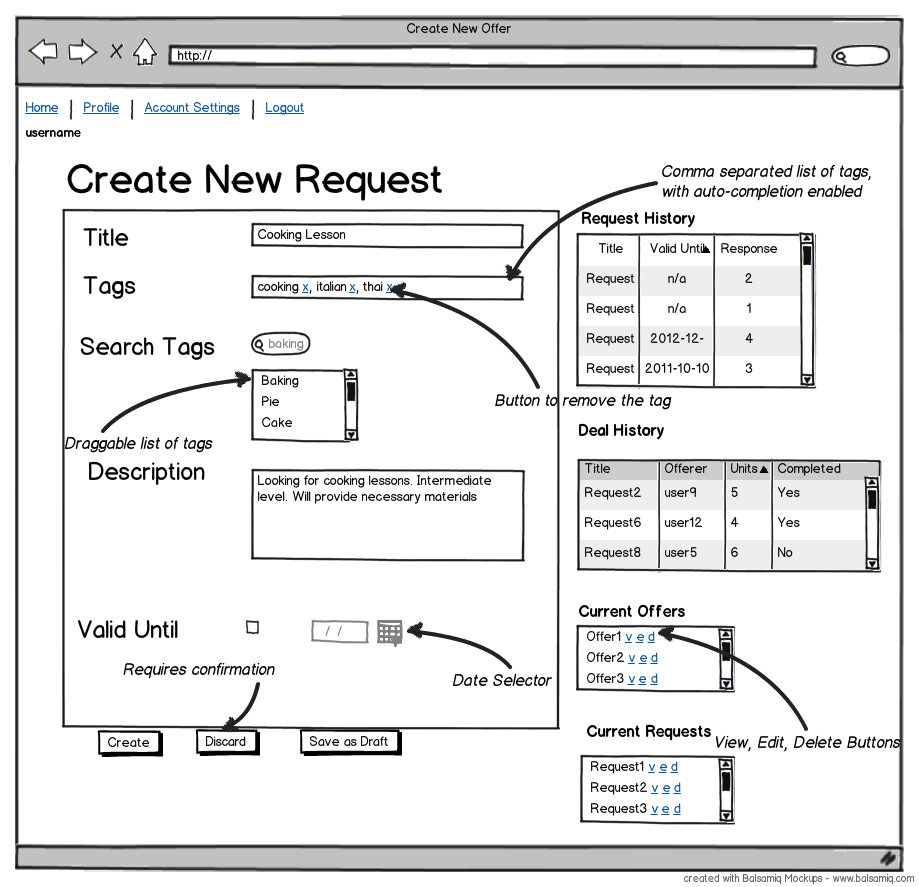 Create New Offer
http://
Home | Profile | Account Settings | Logout
username
Create New Request
Comma separated list of tags,
with auto-completion enabled
Title
Cooking Lesson
Tags
cooking x, italian x, thai x
Button to remove the tag
Search Tags
baking
Baking
Pie
Cake
Draggable list of tags
Description
Looking for cooking lessons. Intermediate
level. Will provide necessary materials
Valid Until
/ /
Date Selector
Requires confirmation
Create
Discard
Save as Draft
Request History
Title Valid Until Response
Request n/a 2
Request n/a 1
Request 2012-12- 4
Request 2011-10-10 3
Deal History
Title Offerer Units Completed
Request2 user9 5 Yes
Request6 user12 4 Yes
Request8 user5 6 No
Current Offers
Offer1 v e d
Offer2 v e d
Offer3 v e d
View, Edit, Delete Buttons
Current Requests
Request1 v e d
Request2 v e d
Request3 v e d
created with Balsamiq Mockups - www.balsamiq.com